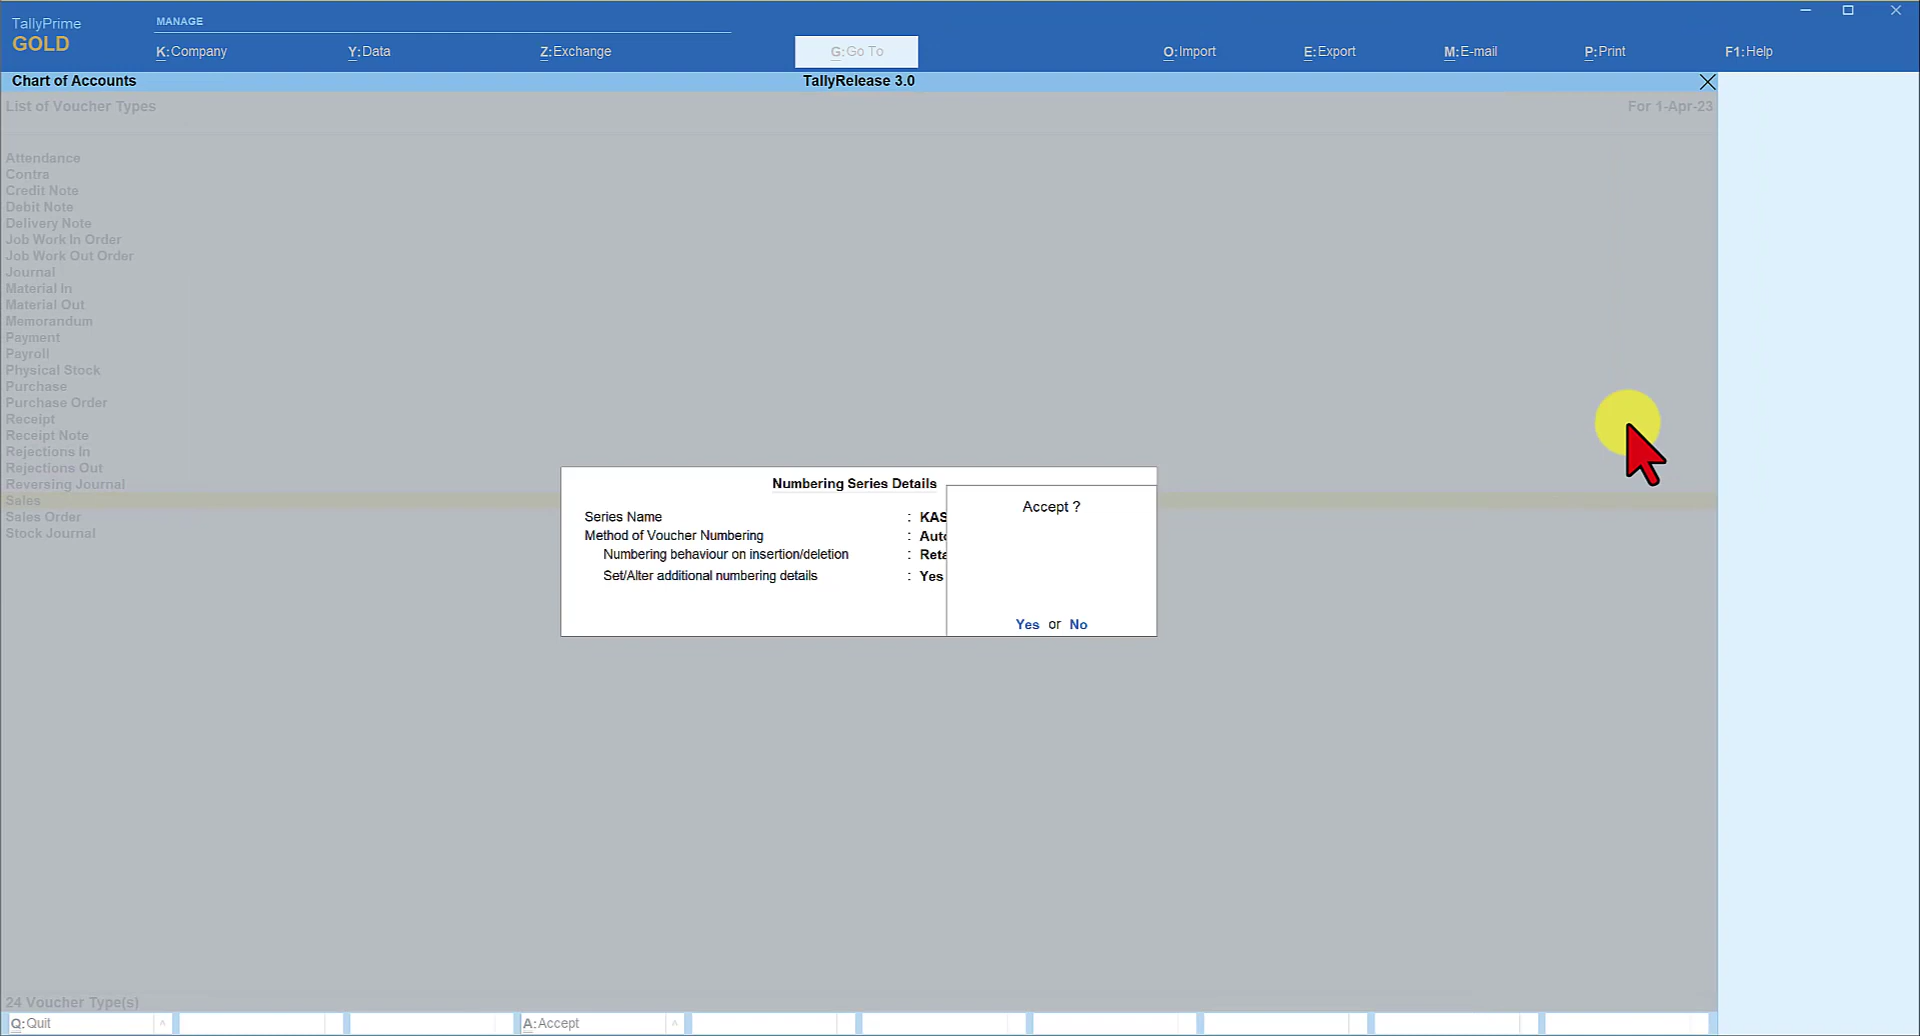 TallyPrime
GOLD
MANAGE
K:Company
Y:Data
Z:Exchange
G:Go To
O:Import
E:Export
M:E-mail
P:Print
F1:Help
Chart of Accounts
TallyRelease 3.0
List of Voucher Types
For 1-Apr-23
Attendance
Contra
Credit Note
Debit Note
Delivery Note
Job Work In Order
Job Work Out Order
Journal
Material In
Material Out
Memorandum
Payment
Payroll
Physical Stock
Purchase
Purchase Order
Receipt
Receipt Note
Rejections In
Rejections Out
Reversing Journal
Sales
Sales Order
Stock Journal
Numbering Series Details
Series Name : KAS
Method of Voucher Numbering : Auto
Numbering behaviour on insertion/deletion : Reta
Set/Alter additional numbering details : Yes
Accept ?
Yes or No
24 Voucher Type(s)
Q:Quit
A:Accept